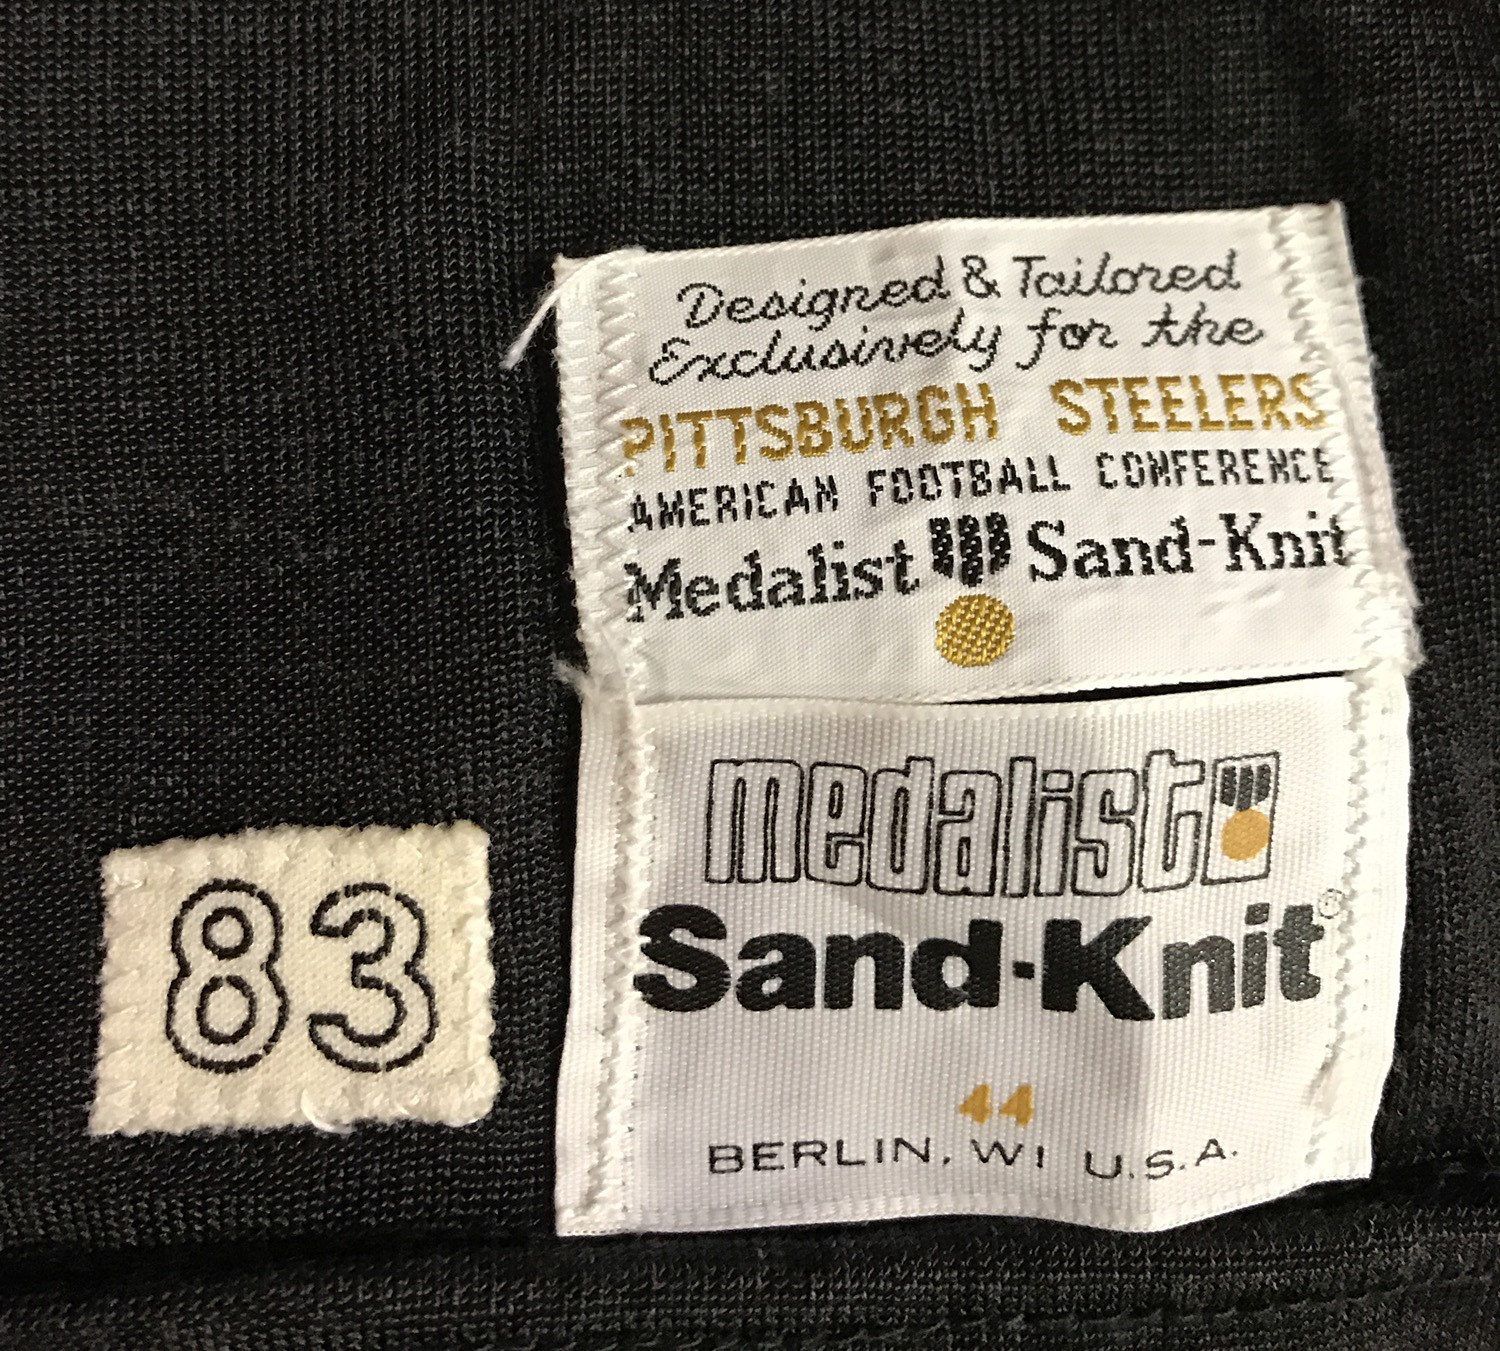 Designed & Tailored
Exclusively for the
PITTSBURGH STEELERS
AMERICAN FOOTBALL CONFERENCE
Medalist Sand-Knit
medalist
Sand-Knit®
44
BERLIN, WI U.S.A.
83